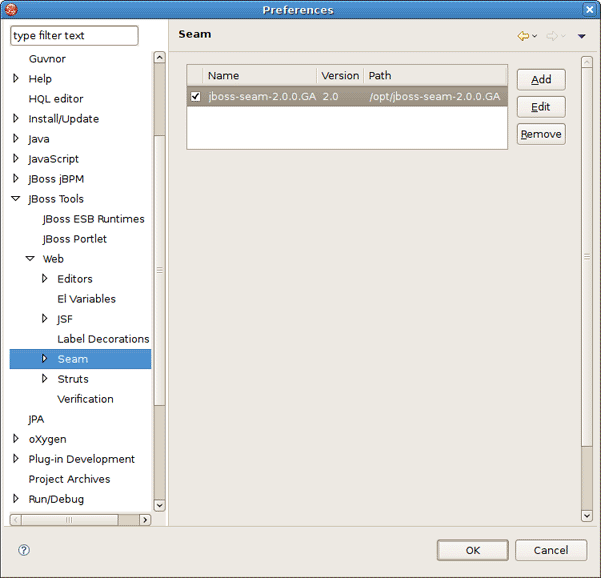 Preferences
type filter text
Guvnor
Help
HQL editor
Install/Update
Java
JavaScript
JBoss jBPM
JBoss Tools
JBoss ESB Runtimes
JBoss Portlet
Web
Editors
El Variables
JSF
Label Decorations
Seam
Struts
Verification
JPA
oXygen
Plug-in Development
Project Archives
Run/Debug
Seam
Name Version Path
jboss-seam-2.0.0.GA 2.0 /opt/jboss-seam-2.0.0.GA
Add
Edit
Remove
OK Cancel